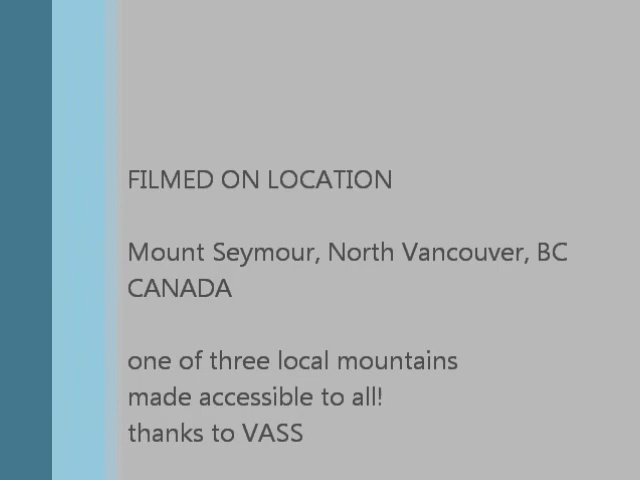 FILMED ON LOCATION
Mount Seymour, North Vancouver, BC
CANADA
one of three local mountains
made accessible to all!
thanks to VASS